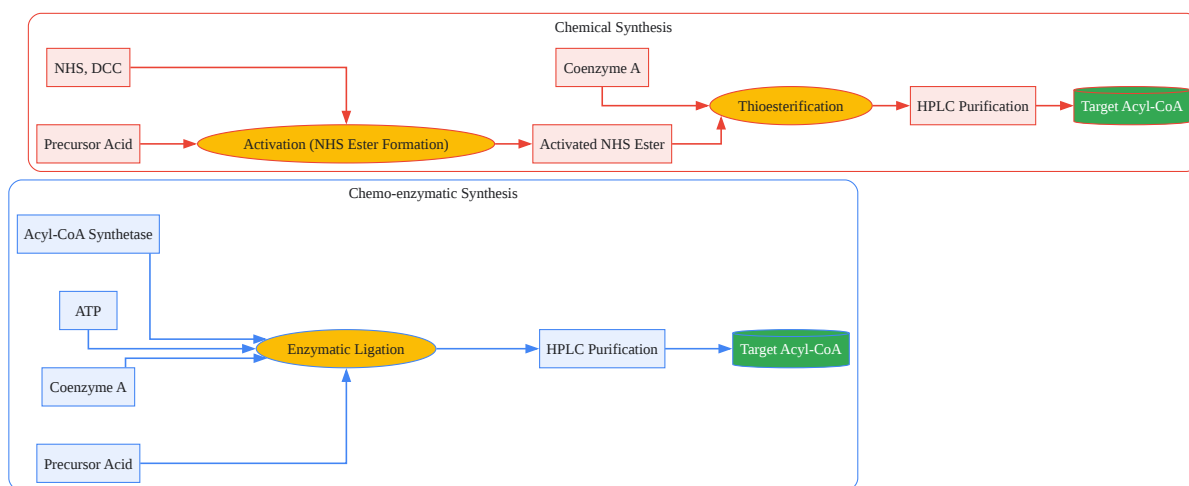 Chemical Synthesis
NHS, DCC
Coenzyme A
Thioesterification
HPLC Purification
Target Acyl-CoA
Precursor Acid
Activation (NHS Ester Formation)
Activated NHS Ester
Chemo-enzymatic Synthesis
Acyl-CoA Synthetase
ATP
Enzymatic Ligation
HPLC Purification
Target Acyl-CoA
Coenzyme A
Precursor Acid